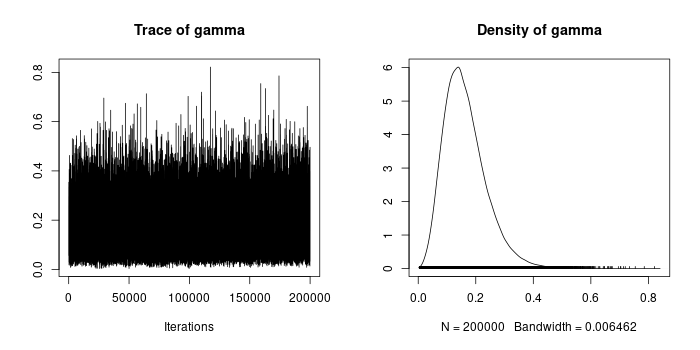 Trace of gamma
0.8
0.6
0.4
0.2
0.0
0 50000 100000 150000 200000
Iterations
Density of gamma
6
5
4
3
2
1
0
0.0 0.2 0.4 0.6 0.8
N = 200000 Bandwidth = 0.006462